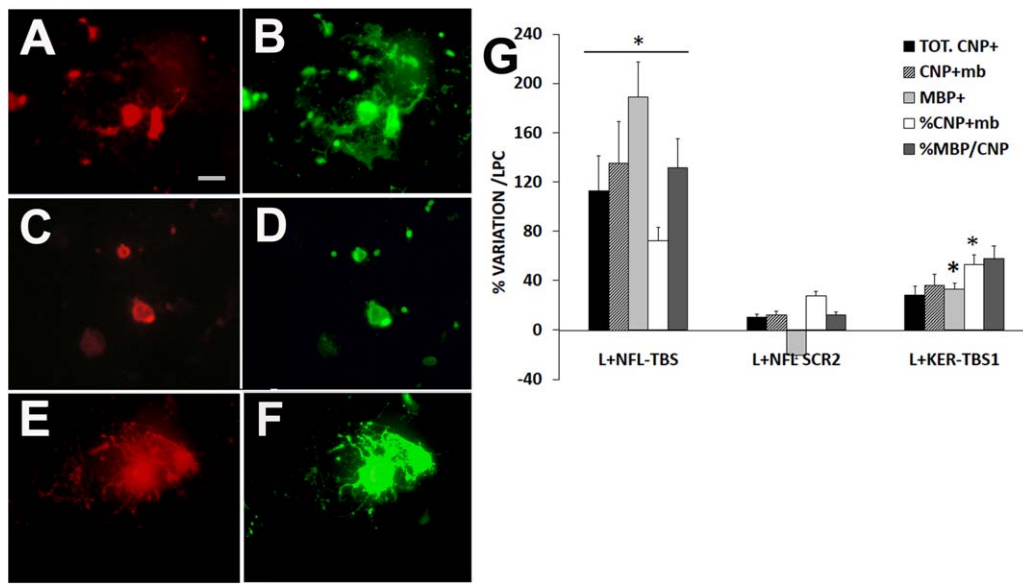 A
B
C
D
E
F
G
% VARIATION /LPC
240
200
160
120
80
40
0
-40
*
*
*
TOT. CNP+
CNP+mb
MBP+
%CNP+mb
%MBP/CNP
L+NFL-TBS
L+NFL SCR2
L+KER-TBS1